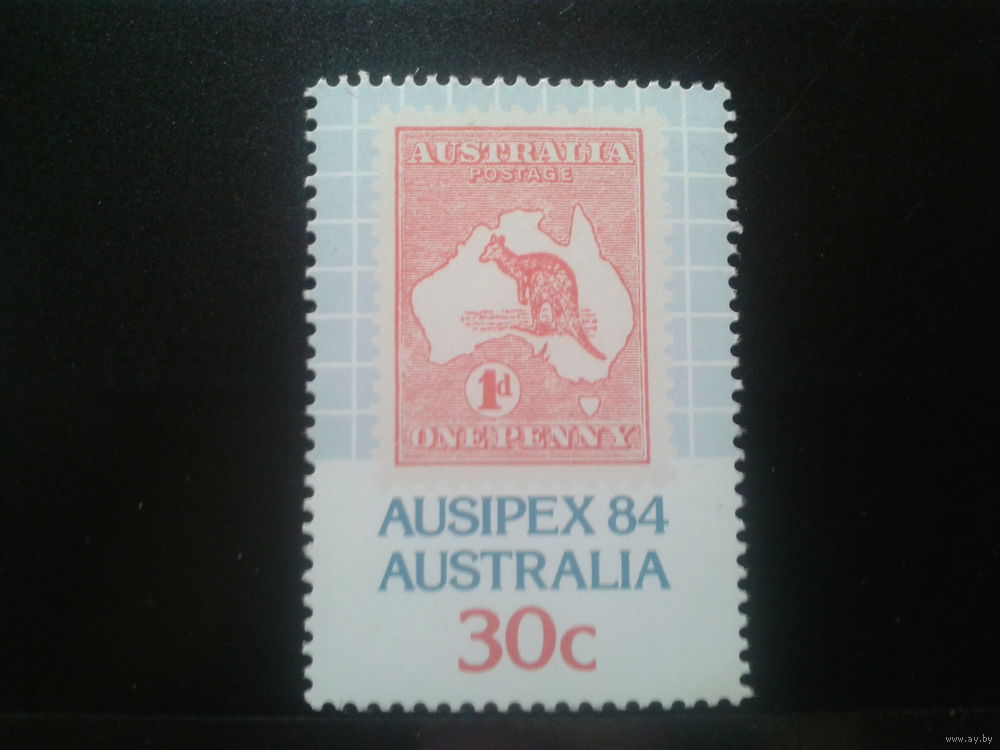 AUSTRALIA
POSTAGE
1d
ONE PENNY
AUSIPEX 84
AUSTRALIA
30c
www.ay.by